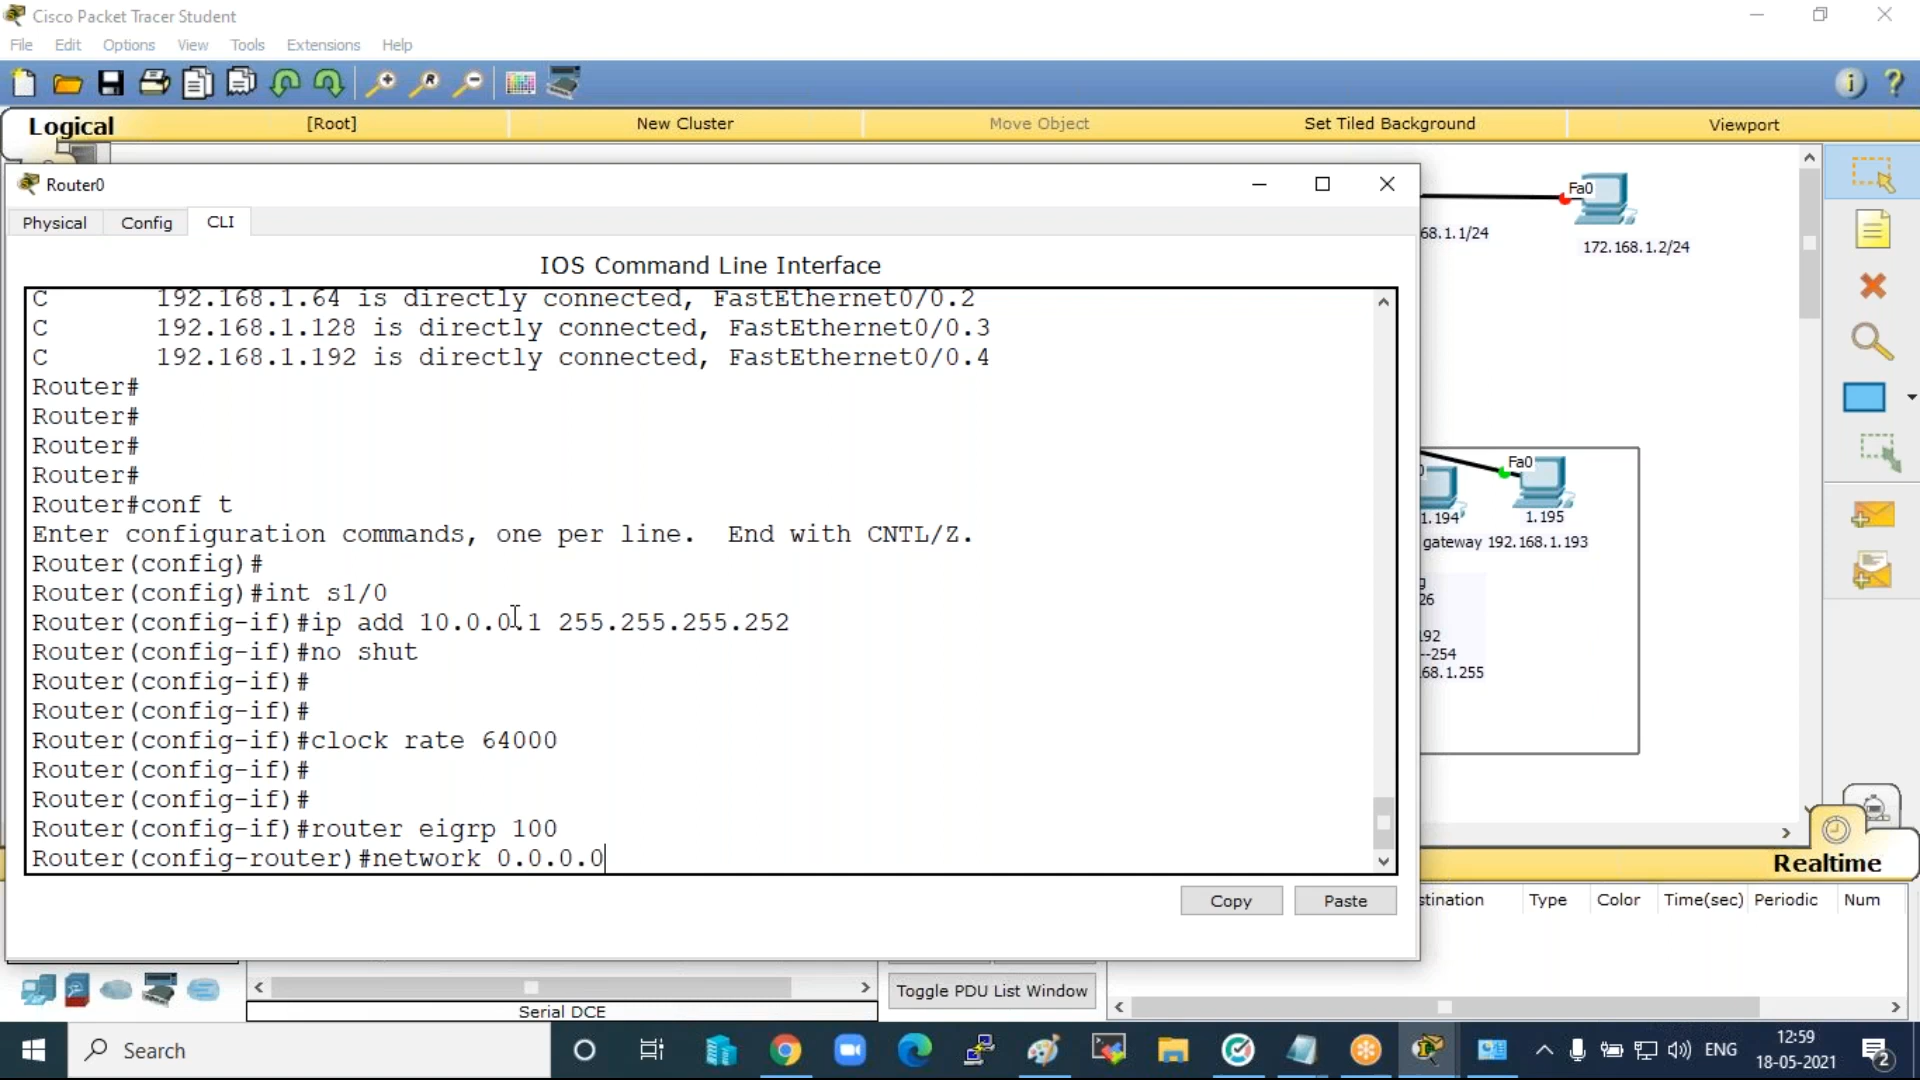 Cisco Packet Tracer Student
File Edit Options View Tools Extensions Help
Logical [Root] New Cluster Move Object Set Tiled Background Viewport
Router0
Physical Config CLI
IOS Command Line Interface
C 192.168.1.64 is directly connected, FastEthernet0/0.2
C 192.168.1.128 is directly connected, FastEthernet0/0.3
C 192.168.1.192 is directly connected, FastEthernet0/0.4
Router#
Router#
Router#
Router#
Router#conf t
Enter configuration commands, one per line. End with CNTL/Z.
Router(config)#
Router(config)#int s1/0
Router(config-if)#ip add 10.0.0.1 255.255.255.252
Router(config-if)#no shut
Router(config-if)#
Router(config-if)#
Router(config-if)#clock rate 64000
Router(config-if)#
Router(config-if)#
Router(config-if)#router eigrp 100
Router(config-router)#network 0.0.0.0
Copy Paste
Fa0
68.1.1/24
172.168.1.2/24
Fa0
1.194
1.195
gateway 192.168.1.193
26
92
--254
68.1.255
Realtime
stination Type Color Time(sec) Periodic Num
Toggle PDU List Window
Serial DCE
Search
ENG
12:59
18-05-2021
2